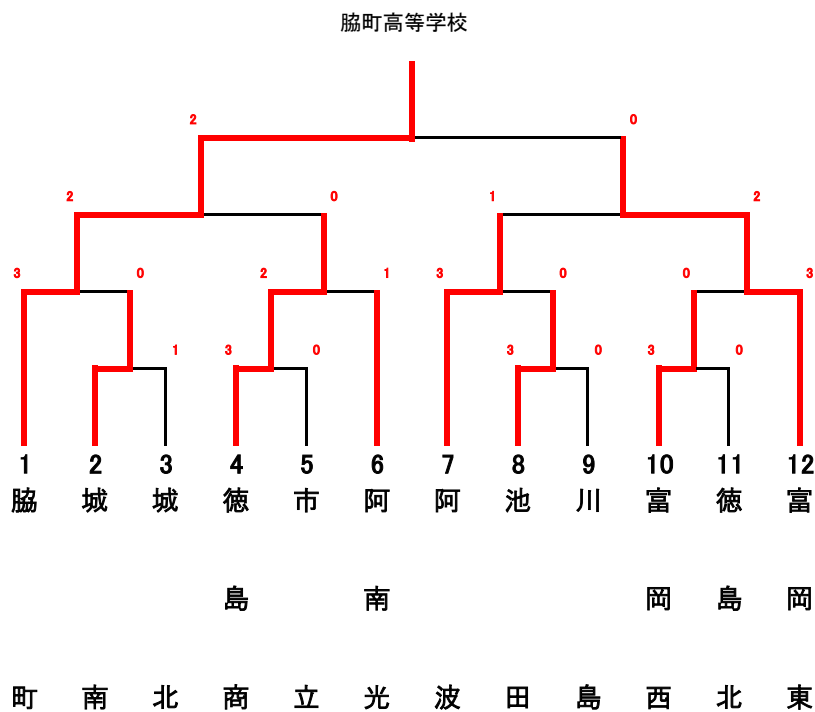 脇町高等学校
2 0
2 0 1 2
3 0 2 1 3 0 0 3
1 3 0 3 0 3 0
1 2 3 4 5 6 7 8 9 10 11 12
脇町
城南
城北
徳島商
市立
阿南光
阿波
池田
川島
富岡西
徳島北
富岡東